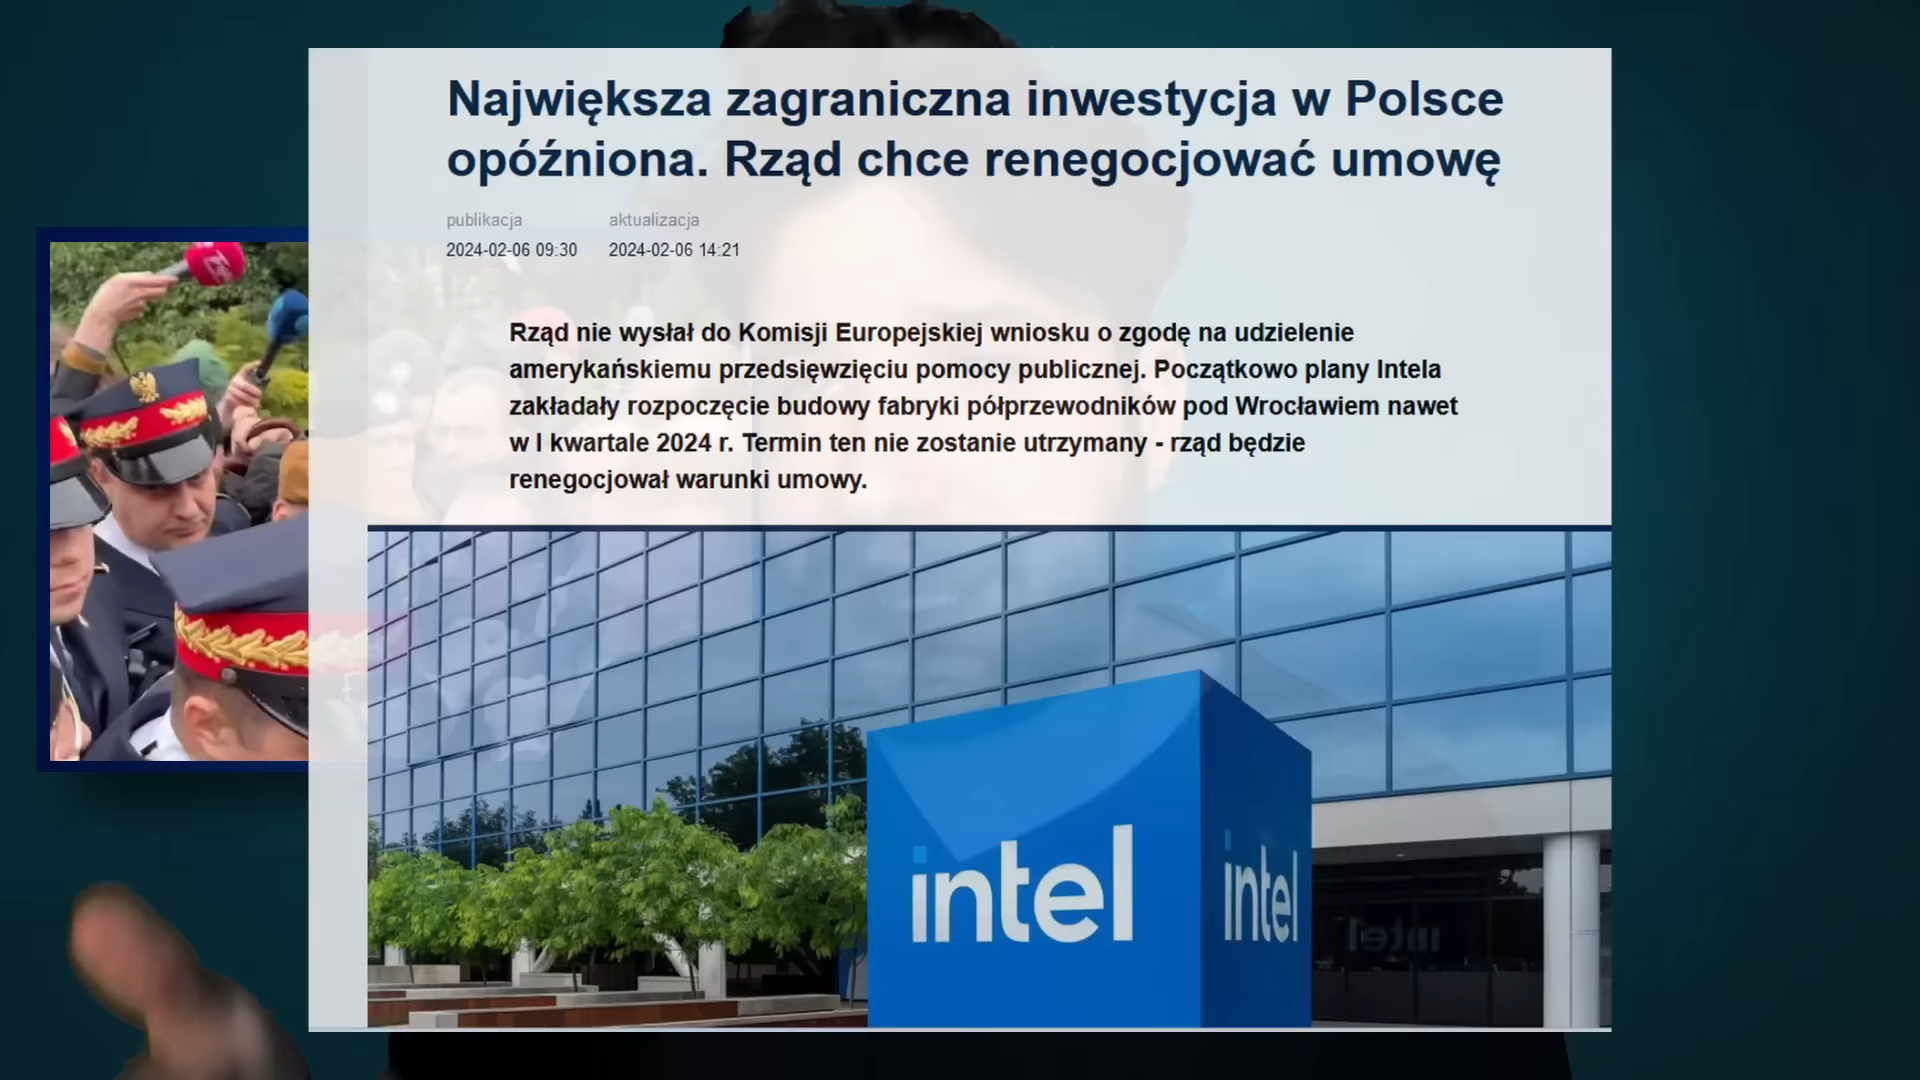 Największa zagraniczna inwestycja w Polsce
opóźniona. Rząd chce renegocjować umowę
publikacja aktualizacja
2024-02-06 09:30 2024-02-06 14:21
Rząd nie wysłał do Komisji Europejskiej wniosku o zgodę na udzielenie
amerykańskiemu przedsięwzięciu pomocy publicznej. Początkowo plany Intela
zakładały rozpoczęcie budowy fabryki półprzewodników pod Wrocławiem nawet
w I kwartale 2024 r. Termin ten nie zostanie utrzymany - rząd będzie
renegocjował warunki umowy.
intel intel